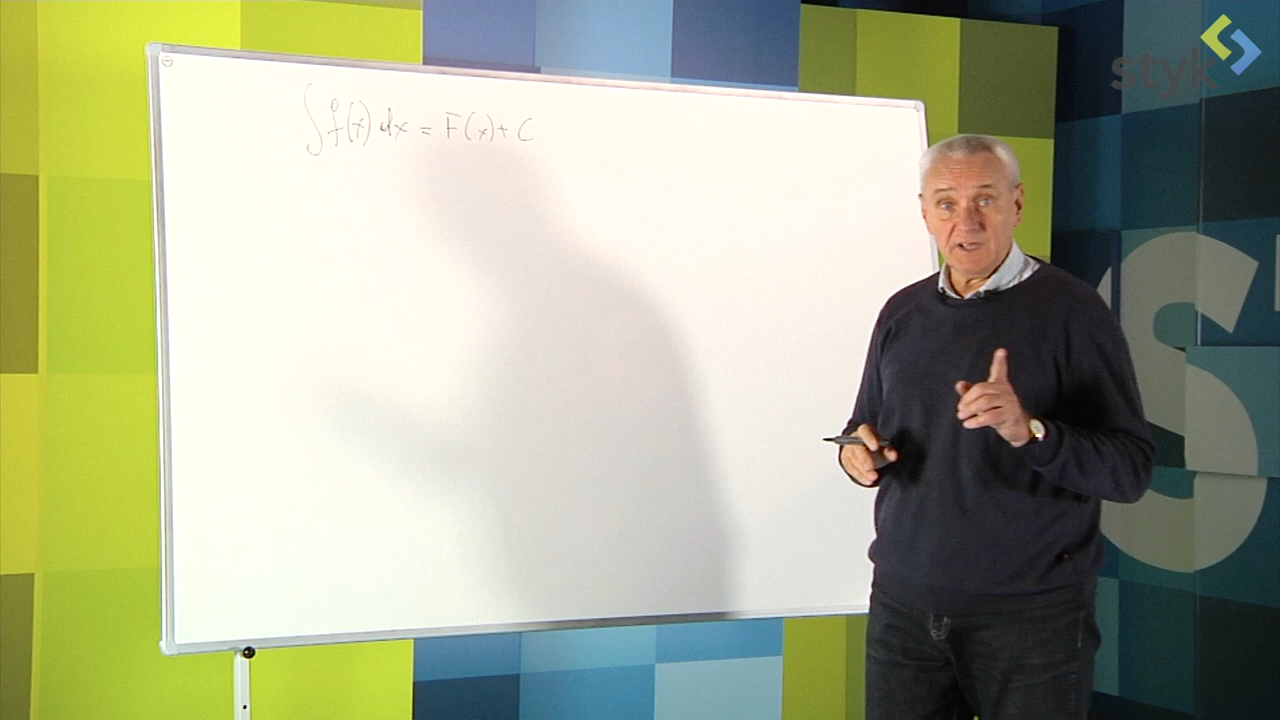 styk
∫ f(x) dx = F(x) + C
S